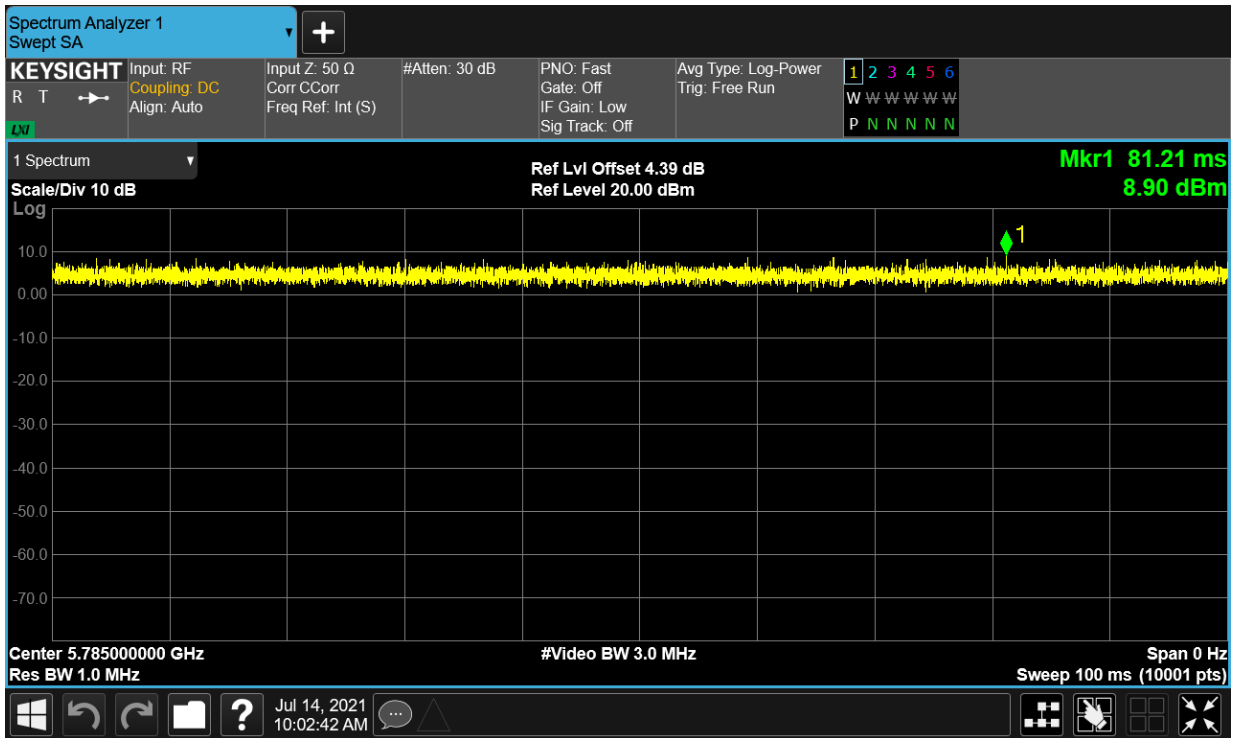 Spectrum Analyzer 1
Swept SA
▼
+
KEYSIGHT
R T
LXI
Input: RF
Coupling: DC
Align: Auto
Input Z: 50 Ω
Corr CCorr
Freq Ref: Int (S)
#Atten: 30 dB
PNO: Fast
Gate: Off
IF Gain: Low
Sig Track: Off
Avg Type: Log-Power
Trig: Free Run
1 2 3 4 5 6
W W W W W W
P N N N N N
1 Spectrum ▼
Scale/Div 10 dB
Log
Ref Lvl Offset 4.39 dB
Ref Level 20.00 dBm
Mkr1 81.21 ms
8.90 dBm
1
10.0
0.00
-10.0
-20.0
-30.0
-40.0
-50.0
-60.0
-70.0
Center 5.785000000 GHz
Res BW 1.0 MHz
#Video BW 3.0 MHz
Span 0 Hz
Sweep 100 ms (10001 pts)
?
Jul 14, 2021
10:02:42 AM